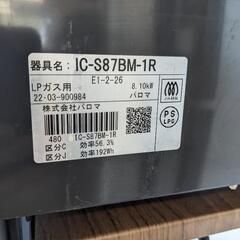 器具名: IC-S87BM-1R
E1-2-26
LPガス用 8.10kW
22-03-900984 パロマ
株式会社パロマ
480 IC-S87BM-1R
区分C 効率56.3%
区分J 効率192Wh
PS
LPG